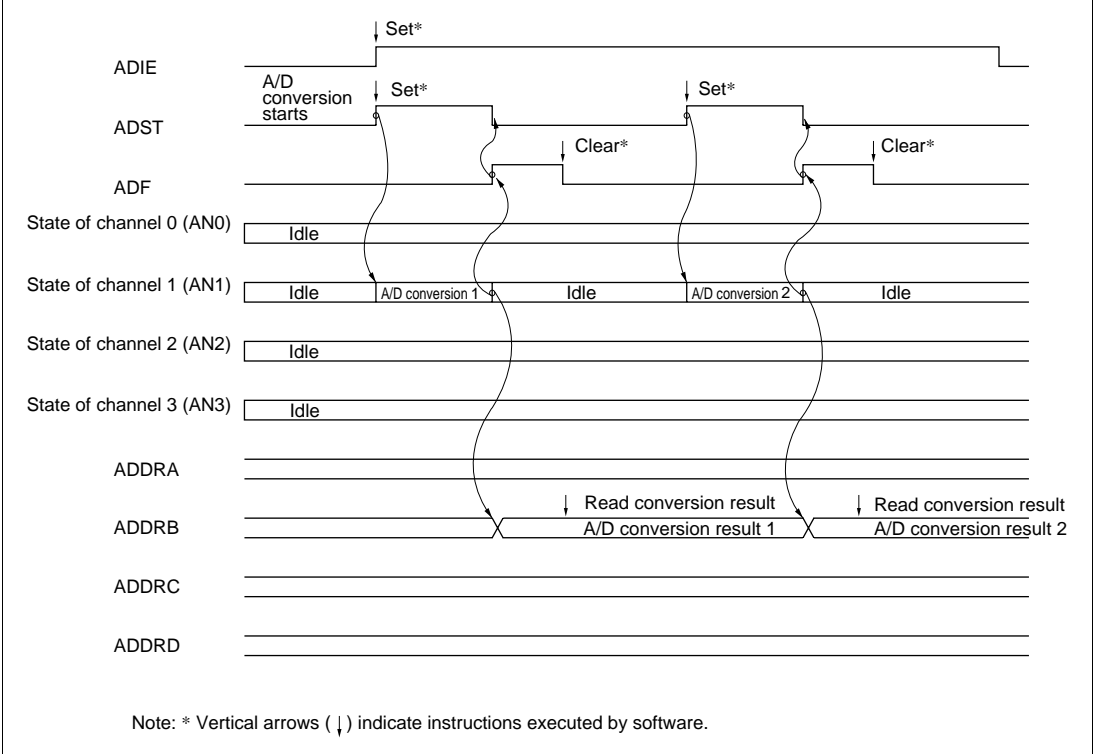 Set*
ADIE
A/D
conversion
starts
Set*
Set*
ADST
Clear*
Clear*
ADF
State of channel 0 (AN0)
Idle
State of channel 1 (AN1)
Idle
A/D conversion 1
Idle
A/D conversion 2
Idle
State of channel 2 (AN2)
Idle
State of channel 3 (AN3)
Idle
ADDRA
Read conversion result
Read conversion result
ADDRB
A/D conversion result 1
A/D conversion result 2
ADDRC
ADDRD
Note: * Vertical arrows (↓) indicate instructions executed by software.